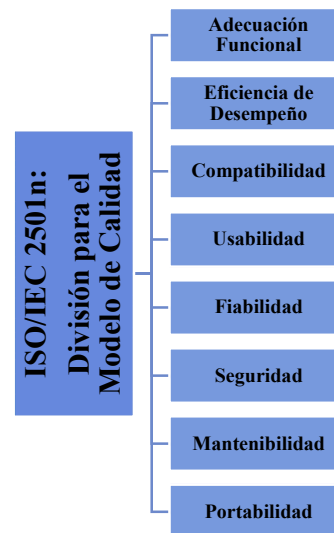 ISO/IEC 2501n:
División para el
Modelo de Calidad
Adecuación
Funcional
Eficiencia de
Desempeño
Compatibilidad
Usabilidad
Fiabilidad
Seguridad
Mantenibilidad
Portabilidad